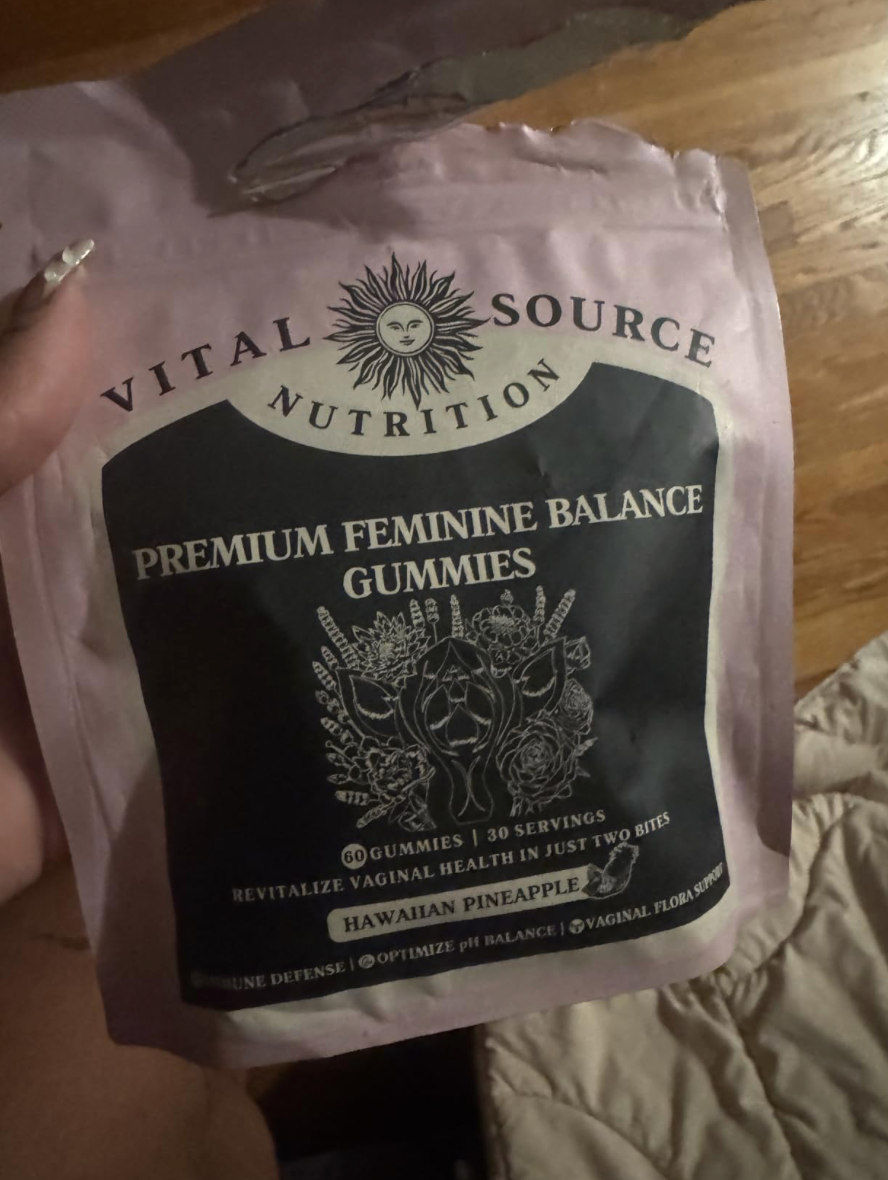 VITAL SOURCE
NUTRITION
PREMIUM FEMININE BALANCE
GUMMIES
60 GUMMIES | 30 SERVINGS
REVITALIZE VAGINAL HEALTH IN JUST TWO BITES
HAWAIIAN PINEAPPLE
DEFENSE | OPTIMIZE pH BALANCE | VAGINAL FLORA SUPPORT